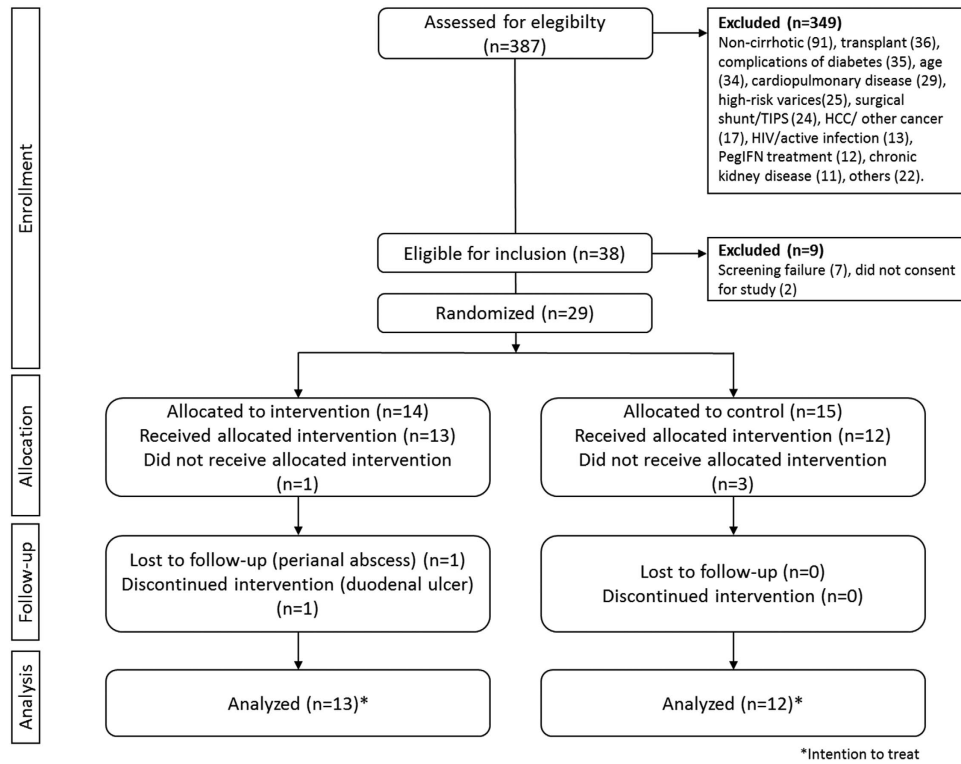 Enrollment
Assessed for elegibilty
(n=387)
Excluded (n=349)
Non-cirrhotic (91), transplant (36),
complications of diabetes (35), age
(34), cardiopulmonary disease (29),
high-risk varices(25), surgical
shunt/TIPS (24), HCC/ other cancer
(17), HIV/active infection (13),
PegIFN treatment (12), chronic
kidney disease (11), others (22).
Eligible for inclusion (n=38)
Excluded (n=9)
Screening failure (7), did not consent
for study (2)
Randomized (n=29)
Allocation
Allocated to intervention (n=14)
Received allocated intervention (n=13)
Did not receive allocated intervention
(n=1)
Allocated to control (n=15)
Received allocated intervention (n=12)
Did not receive allocated intervention
(n=3)
Follow-up
Lost to follow-up (perianal abscess) (n=1)
Discontinued intervention (duodenal ulcer)
(n=1)
Lost to follow-up (n=0)
Discontinued intervention (n=0)
Analysis
Analyzed (n=13)*
Analyzed (n=12)*
*Intention to treat